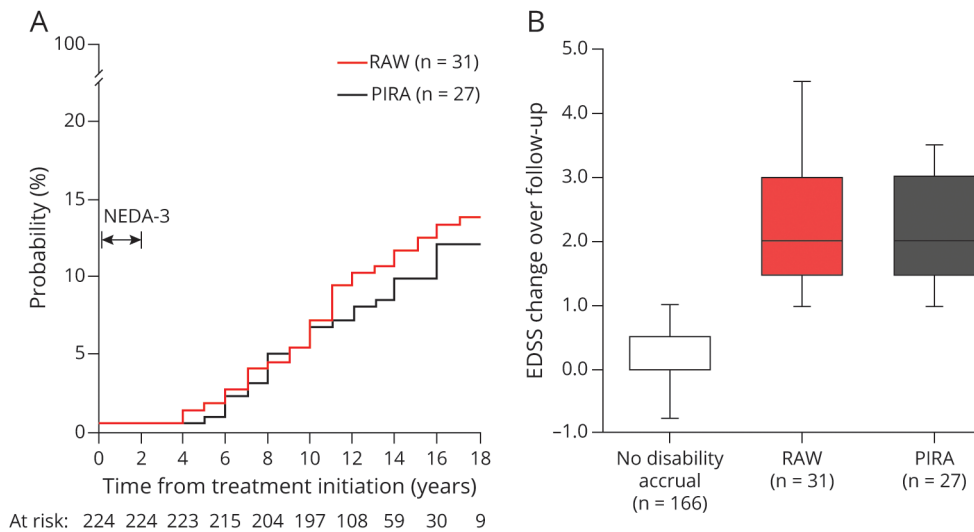 A
100
20
15
10
5
0
Probability (%)
NEDA-3
RAW (n = 31)
PIRA (n = 27)
0 2 4 6 8 10 12 14 16 18
Time from treatment initiation (years)
At risk: 224 224 223 215 204 197 108 59 30 9
B
5.0
4.0
3.0
2.0
1.0
0.0
–1.0
EDSS change over follow-up
No disability
accrual
(n = 166)
RAW
(n = 31)
PIRA
(n = 27)